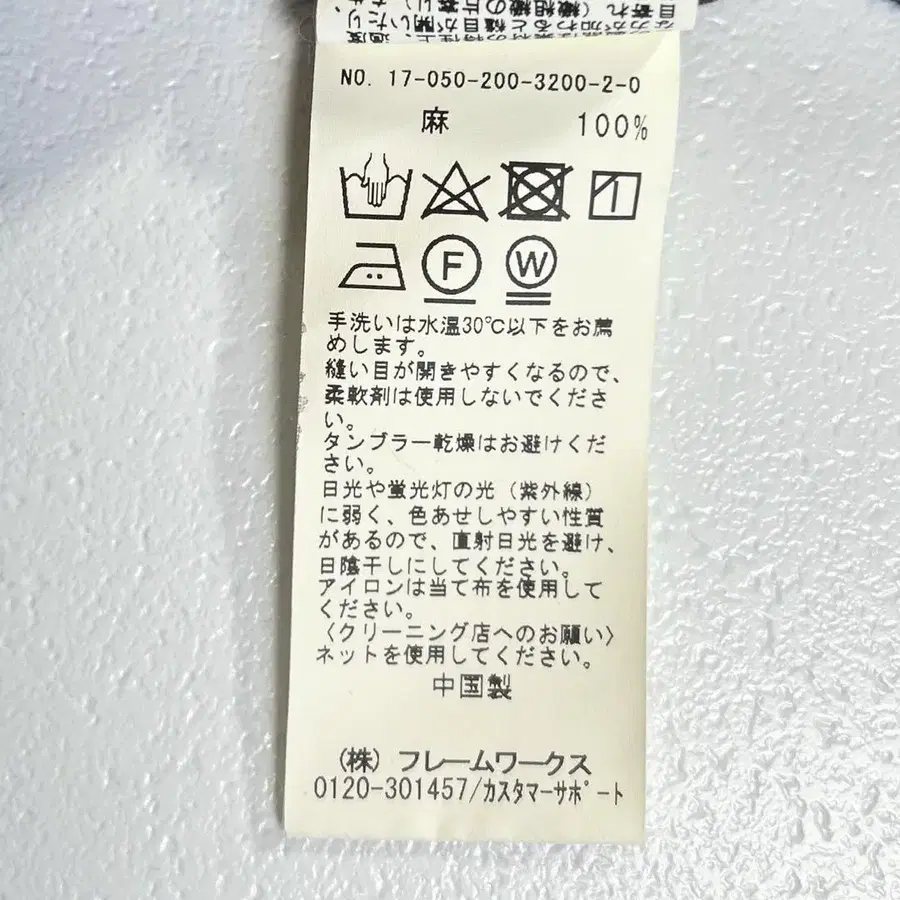 NO. 17-050-200-3200-2-0
麻 100%
F W
手洗いは水温30℃以下をお薦
めします。
縫い目が開きやすくなるので、
柔軟剤は使用しないでくださ
い。
タンブラー乾燥はお避けくだ
さい。
日光や蛍光灯の光(紫外線)
に弱く、色あせしやすい性質
があるので、直射日光を避け、
日陰干しにしてください。
アイロンは当て布を使用して
ください。
〈クリーニング店へのお願い〉
ネットを使用してください。
中国製
(株)フレームワークス
0120-301457/カスタマーサポート